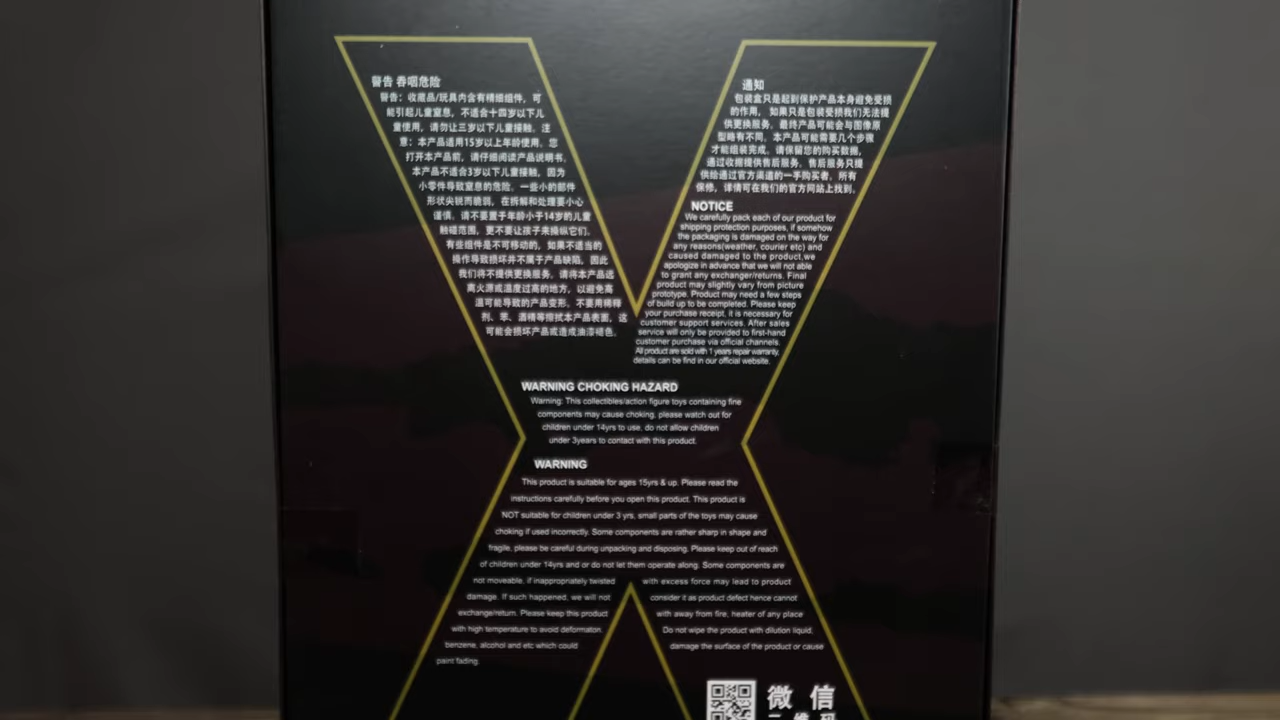 警告 吞咽危险
警告：收藏品/玩具内含有精细组件，可
能引起儿童窒息，不适合十四岁以下儿
童使用，请勿让三岁以下儿童接触。注
意：本产品适用15岁以上年龄使用。您
打开本产品前，请仔细阅读产品说明书。
本产品不适合3岁以下儿童接触，因为
小零件导致窒息的危险。一些小的部件
形状尖锐而脆弱，在拆解和处理要小心
谨慎。请不要置于年龄小于14岁的儿童
触碰范围，更不要让孩子来操纵它们。
有些组件是不可移动的，如果不适当的
操作导致损坏并不属于产品缺陷，因此
我们将不提供更换服务。请将本产品远
离火源或温度过高的地方，以避免高
温可能导致的产品变形。不要用稀释
剂、苯、酒精等擦拭本产品表面，这
可能会损坏产品或造成油漆褪色。
通知
包装盒只是起到保护产品本身避免受损
的作用，如果只是包装受损我们无法提
供更换服务。最终产品可能会与图像原
型略有不同。本产品可能需要几个步骤
才能组装完成。请保留您的购买数据，
通过收据提供售后服务。售后服务只提
供给通过官方渠道的一手购买者。所有
保修，详情可在我们的官方网站上找到。
NOTICE
We carefully pack each of our product for
shipping protection purposes, if somehow
the packaging is damaged on the way for
any reasons(weather, courier etc) and
caused damaged to the product,we
apologize in advance that we will not able
to grant any exchanger/returns. Final
product may slightly vary from picture
prototype. Product may need a few steps
of build up to be completed. Please keep
your purchase receipt, it is necessary for
customer support services. After sales
service will only be provided to first-hand
customer purchase via official channels.
All product are sold with 1 years repair warranty,
details can be find in our official website.
WARNING CHOKING HAZARD
Warning: This collectibles/action figure toys containing fine
components may cause choking, please watch out for
children under 14yrs to use, do not allow children
under 3years to contact with this product.
WARNING
This product is suitable for ages 15yrs & up. Please read the
instructions carefully before you open this product. This product is
NOT suitable for children under 3 yrs, small parts of the toys may cause
choking if used incorrectly. Some components are rather sharp in shape and
fragile, please be careful during unpacking and disposing. Please keep out of reach
of children under 14yrs and or do not let them operate along. Some components are
not moveable, if inappropriately twisted with excess force may lead to product
damage. If such happened, we will not consider it as product defect hence cannot
exchange/return. Please keep this product with away from fire, heater of any place
with high temperature to avoid deformation. Do not wipe the product with dilution liquid,
benzene, alcohol and etc which could damage the surface of the product or cause
paint fading.
微 信